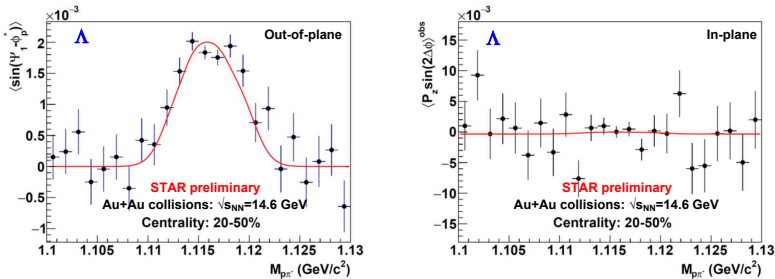 ×10⁻³
Λ
Out-of-plane
⟨sin(Ψ₁-ϕ*ₚ)⟩
2
1.5
1
0.5
0
−0.5
−1
STAR preliminary
Au+Au collisions: √sNN=14.6 GeV
Centrality: 20-50%
1.1 1.105 1.11 1.115 1.12 1.125 1.13
Mpπ⁻ (GeV/c²)
×10⁻³
Λ
In-plane
⟨Pz sin(2Δϕ)⟩ᵒᵇˢ
15
10
5
0
−5
−10
STAR preliminary
Au+Au collisions: √sNN=14.6 GeV
Centrality: 20-50%
1.1 1.105 1.11 1.115 1.12 1.125 1.13
Mpπ⁻ (GeV/c²)